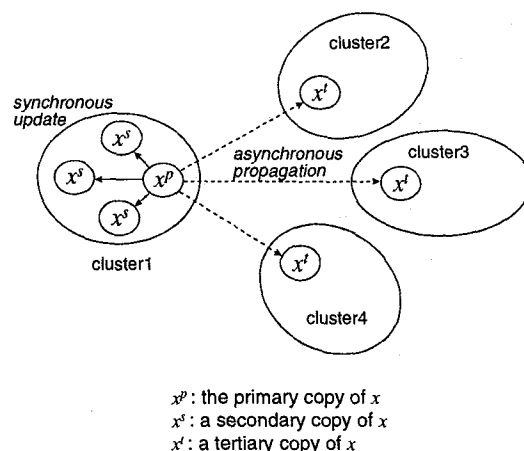 cluster2
x^t
synchronous
update
x^s
x^s
x^p
x^s
asynchronous
propagation
cluster3
x^t
cluster1
x^t
cluster4
x^p : the primary copy of x
x^s : a secondary copy of x
x^t : a tertiary copy of x